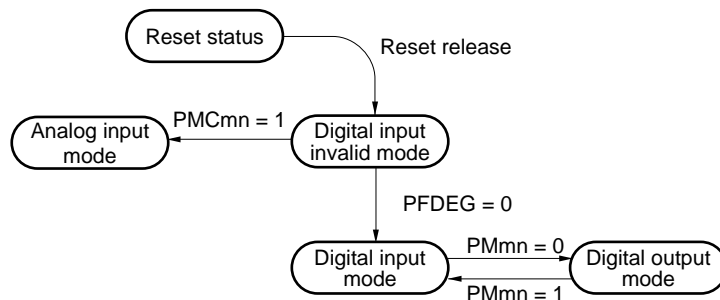 Reset status
Reset release
PMCmn = 1
Analog input
mode
Digital input
invalid mode
PFDEG = 0
Digital input
mode
PMmn = 0
PMmn = 1
Digital output
mode